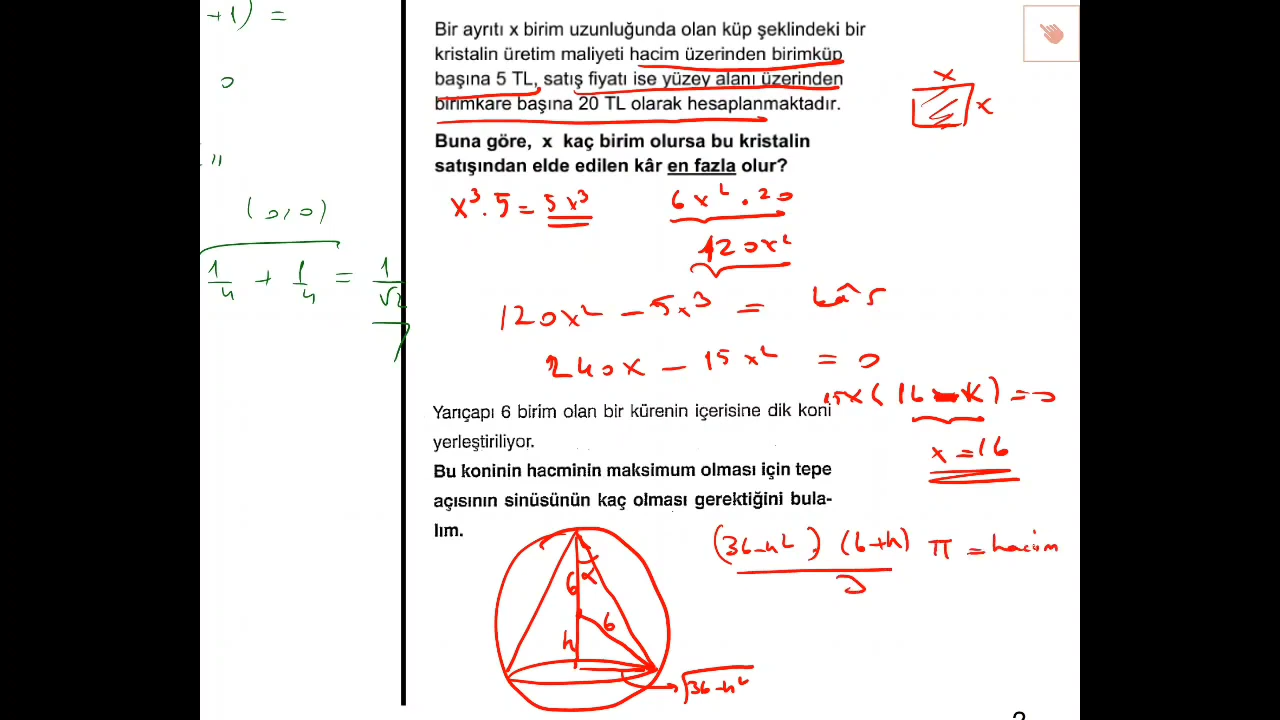 +1) =
0
"
(0,0)
1/4 + 1/4 = 1/√2
Bir ayrıtı x birim uzunluğunda olan küp şeklindeki bir
kristalin üretim maliyeti hacim üzerinden birimküp
başına 5 TL, satış fiyatı ise yüzey alanı üzerinden
birimkare başına 20 TL olarak hesaplanmaktadır.
x
x
Buna göre, x kaç birim olursa bu kristalin
satışından elde edilen kâr en fazla olur?
x³.5 = 5x³ 6x².20
120x²
120x² - 5x³ = kâr
240x - 15x² = 0
15x(16-x) = 0
x = 16
Yarıçapı 6 birim olan bir kürenin içerisine dik koni
yerleştiriliyor.
Bu koninin hacminin maksimum olması için tepe
açısının sinüsünün kaç olması gerektiğini bula-
lım.
(36-h²).(6+h) π = hacim
3
α
6
6
h
√36-h²